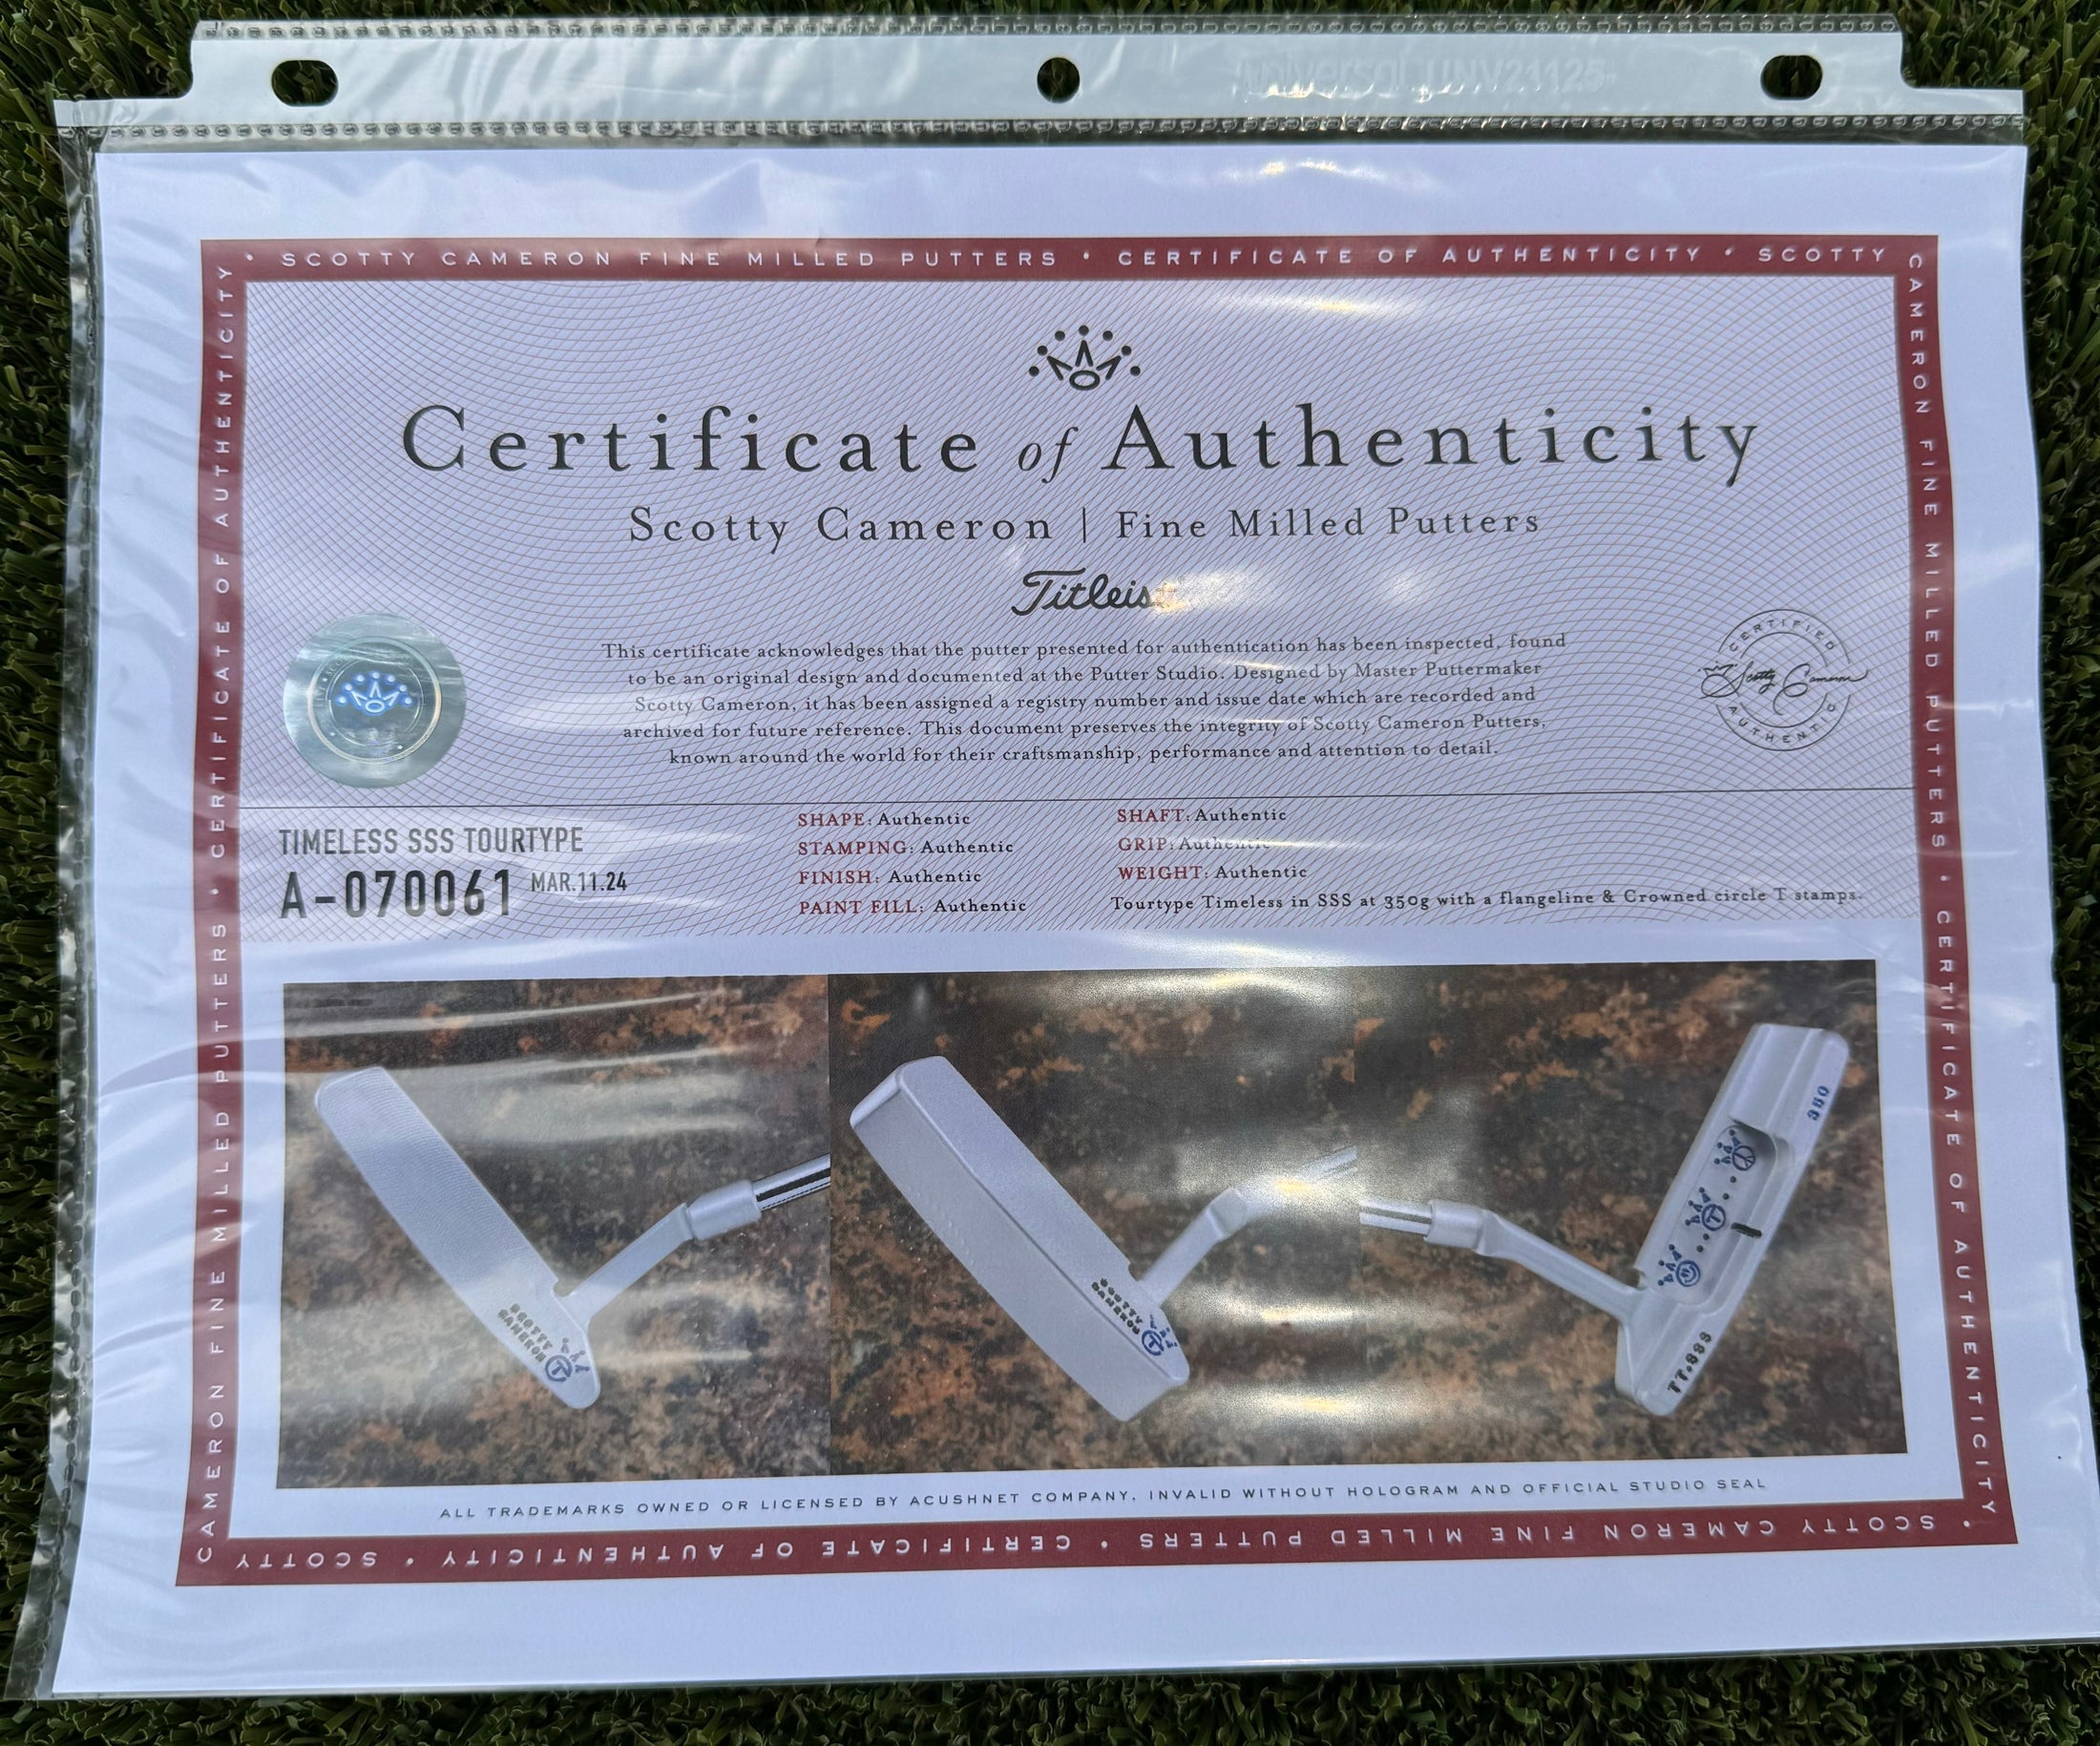 universal UNV21125
• SCOTTY CAMERON FINE MILLED PUTTERS • CERTIFICATE OF AUTHENTICITY • SCOTTY
CAMERON FINE MILLED PUTTERS • CERTIFICATE OF AUTHENTICITY
CAMERON FINE MILLED PUTTERS • CERTIFICATE OF AUTHENTICITY •
Certificate of Authenticity
Scotty Cameron | Fine Milled Putters
Titleist
This certificate acknowledges that the putter presented for authentication has been inspected, found
to be an original design and documented at the Putter Studio. Designed by Master Puttermaker
Scotty Cameron, it has been assigned a registry number and issue date which are recorded and
archived for future reference. This document preserves the integrity of Scotty Cameron Putters,
known around the world for their craftsmanship, performance and attention to detail.
CERTIFIED
Scotty Cameron
AUTHENTIC
TIMELESS SSS TOURTYPE
A-070061 MAR.11.24
SHAPE: Authentic
STAMPING: Authentic
FINISH: Authentic
PAINT FILL: Authentic
SHAFT: Authentic
GRIP: Authentic
WEIGHT: Authentic
Tourtype Timeless in SSS at 350g with a flangeline & Crowned circle T stamps.
SCOTTY
CAMERON
T
SCOTTY
CAMERON
T
350
T
TT•SSS
ALL TRADEMARKS OWNED OR LICENSED BY ACUSHNET COMPANY, INVALID WITHOUT HOLOGRAM AND OFFICIAL STUDIO SEAL
• SCOTTY CAMERON FINE MILLED PUTTERS • CERTIFICATE OF AUTHENTICITY • SCOTTY